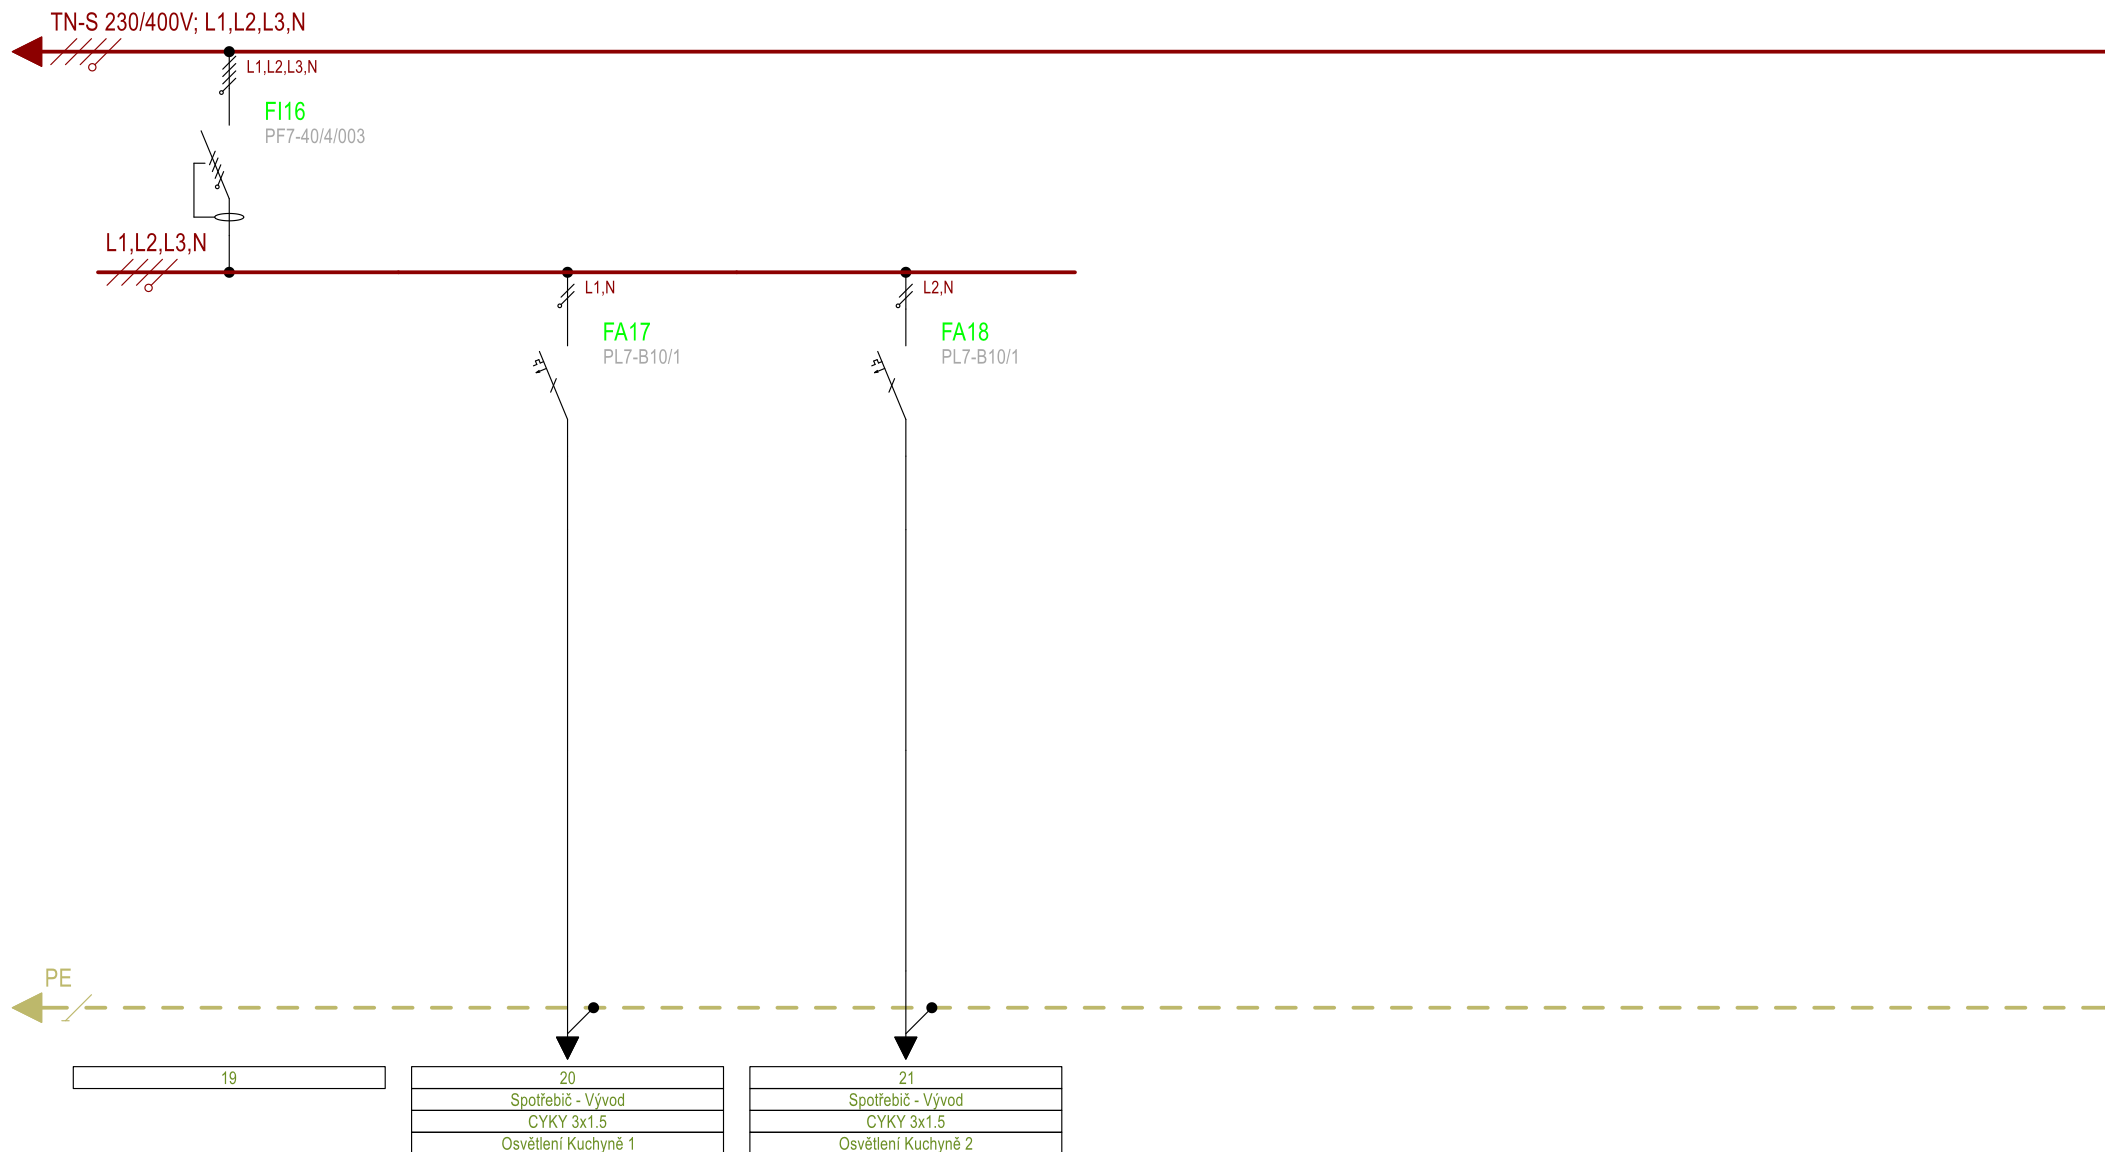 TN-S 230/400V; L1,L2,L3,N
L1,L2,L3,N
FI16
PF7-40/4/003
L1,L2,L3,N
L1,N
L2,N
FA17
FA18
PL7-B10/1
PL7-B10/1
PE
19
20
21
Spotřebič - Vývod
Spotřebič - Vývod
CYKY 3x1.5
CYKY 3x1.5
Osvětlení Kuchyně 1
Osvětlení Kuchyně 2